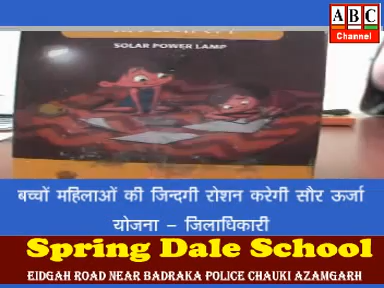 ABC
Channel
SOLAR POWER LAMP
बच्चों महिलाओं की जिन्दगी रोशन करेगी सौर ऊर्जा
योजना – जिलाधिकारी
Spring Dale School
EIDGAH ROAD NEAR BADRAKA POLICE CHAUKI AZAMGARH